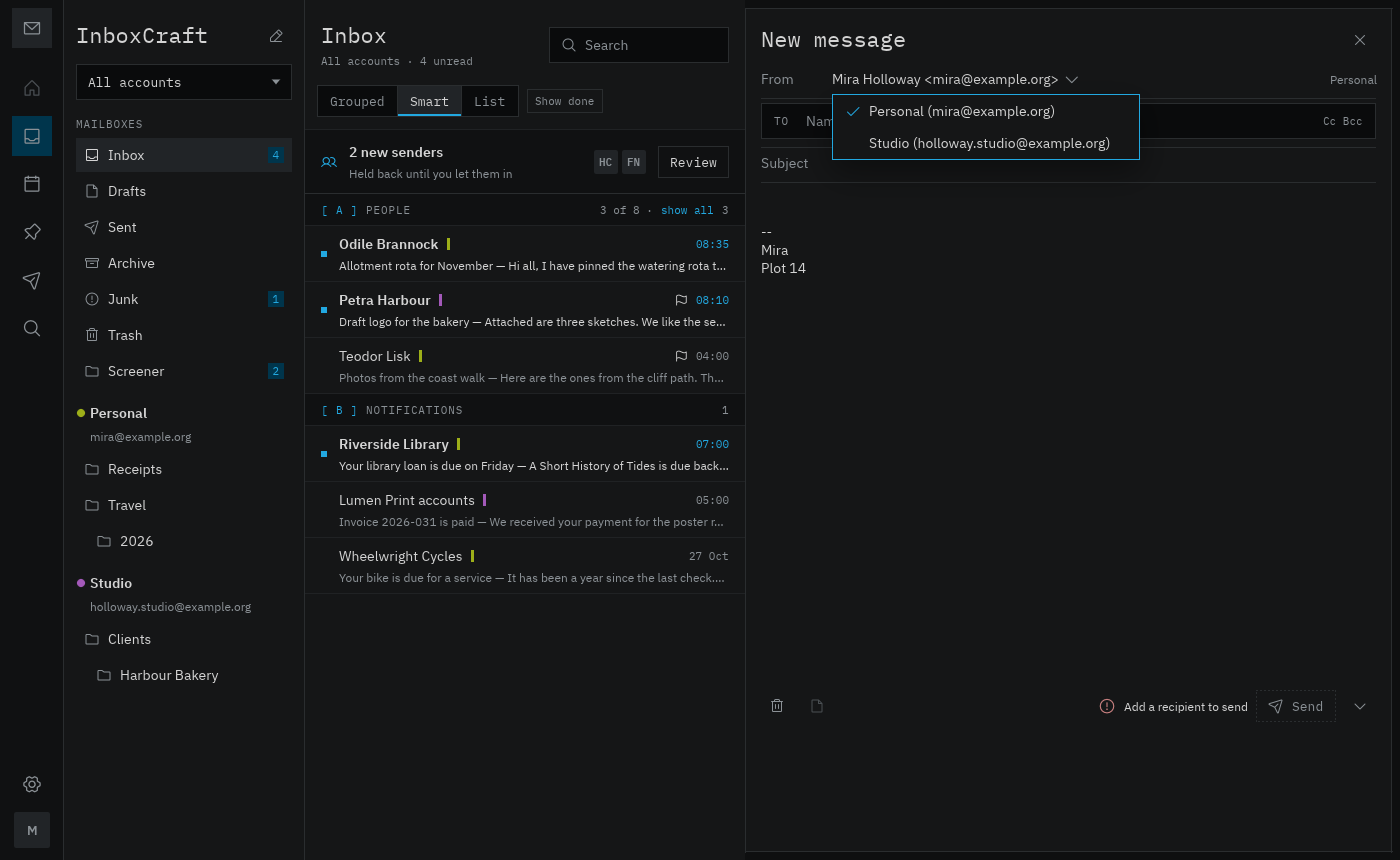 InboxCraft
All accounts
MAILBOXES
Inbox 4
Drafts
Sent
Archive
Junk 1
Trash
Screener 2
Personal
mira@example.org
Receipts
Travel
2026
Studio
holloway.studio@example.org
Clients
Harbour Bakery
M
Inbox
All accounts · 4 unread
Search
Grouped Smart List Show done
2 new senders
Held back until you let them in
HC FN Review
[ A ] PEOPLE 3 of 8 · show all 3
Odile Brannock 08:35
Allotment rota for November — Hi all, I have pinned the watering rota t…
Petra Harbour 08:10
Draft logo for the bakery — Attached are three sketches. We like the se…
Teodor Lisk 04:00
Photos from the coast walk — Here are the ones from the cliff path. Th…
[ B ] NOTIFICATIONS 1
Riverside Library 07:00
Your library loan is due on Friday — A Short History of Tides is due back…
Lumen Print accounts 05:00
Invoice 2026-031 is paid — We received your payment for the poster r…
Wheelwright Cycles 27 Oct
Your bike is due for a service — It has been a year since the last check.…
New message
From Mira Holloway <mira@example.org> Personal
Personal (mira@example.org)
Studio (holloway.studio@example.org)
TO Nam Cc Bcc
Subject
--
Mira
Plot 14
Add a recipient to send Send